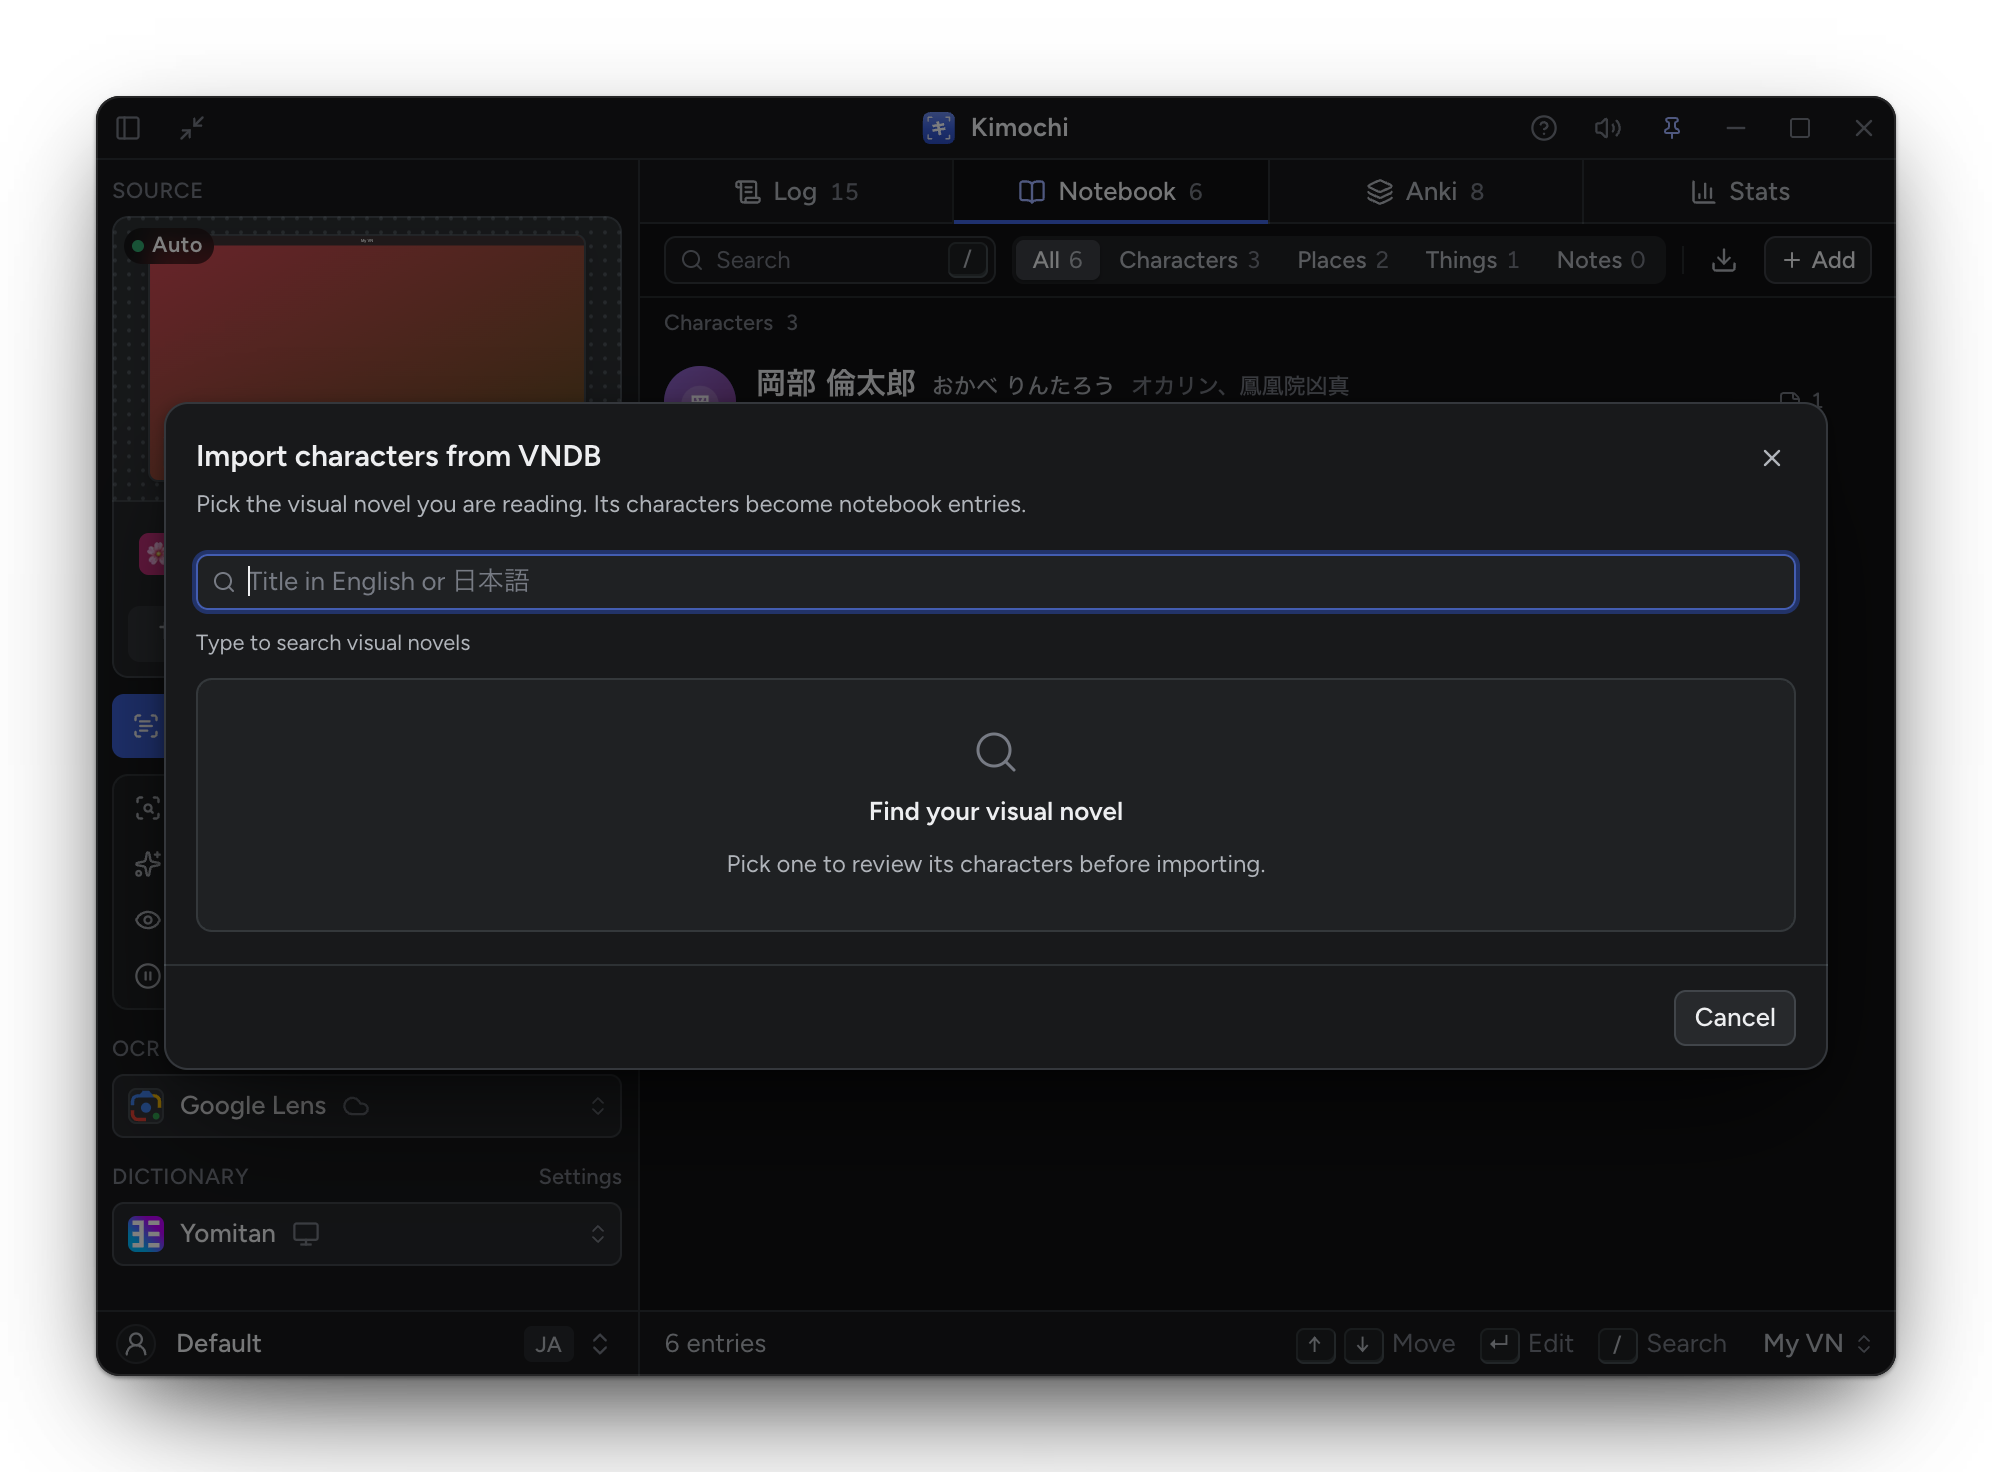 Kimochi
SOURCE
Auto
Log 15
Notebook 6
Anki 8
Stats
Search /
All 6
Characters 3
Places 2
Things 1
Notes 0
Add
Characters 3
岡部 倫太郎 おかべ りんたろう オカリン、鳳凰院凶真
1
Import characters from VNDB
Pick the visual novel you are reading. Its characters become notebook entries.
Title in English or 日本語
Type to search visual novels
Find your visual novel
Pick one to review its characters before importing.
Cancel
OCR
Google Lens
DICTIONARY Settings
Yomitan
Default JA
6 entries
↑ ↓ Move
↵ Edit
/ Search
My VN